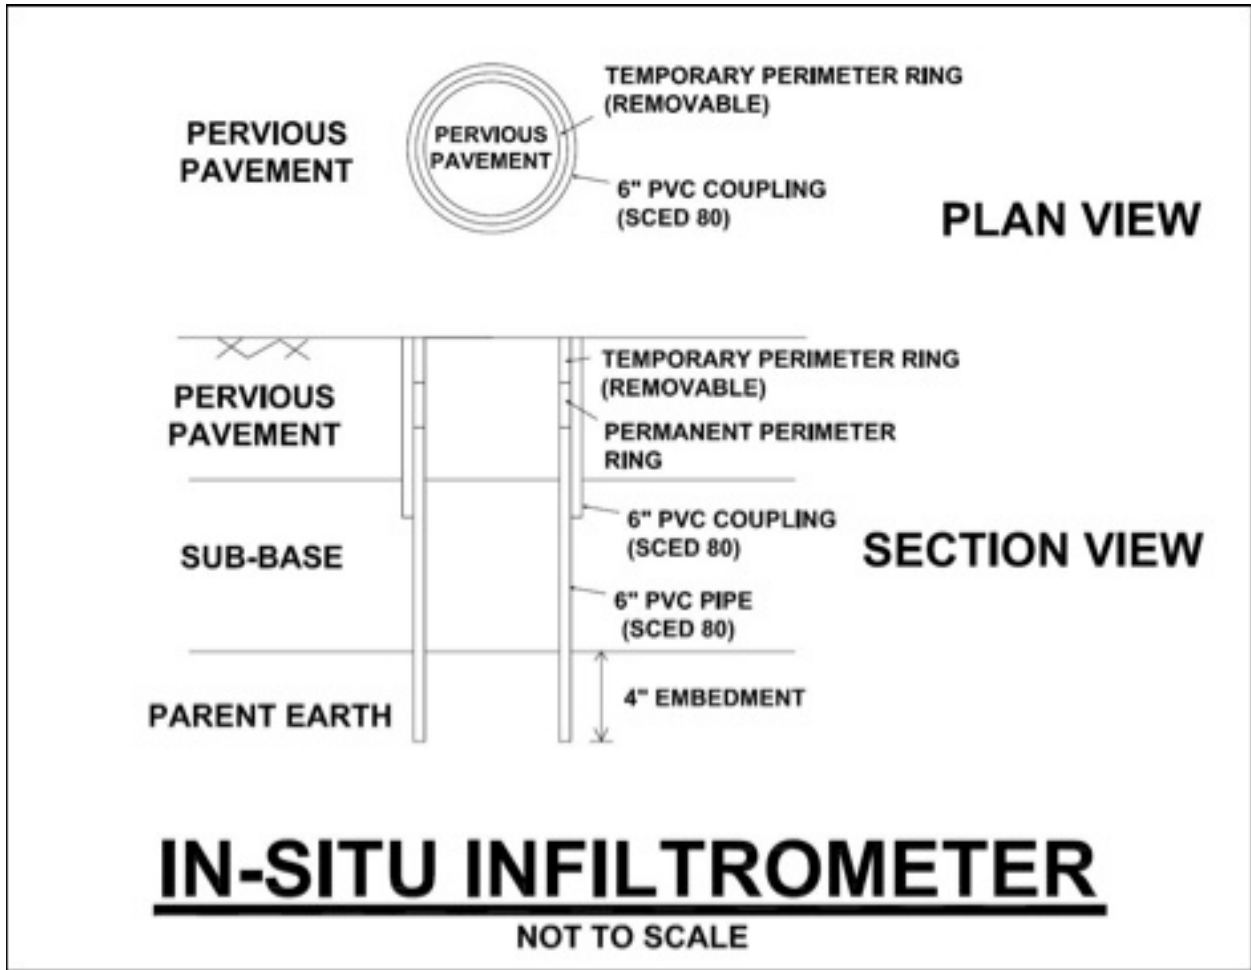 TEMPORARY PERIMETER RING
(REMOVABLE)
PERVIOUS
PAVEMENT
PERVIOUS
PAVEMENT
6" PVC COUPLING
(SCED 80)
PLAN VIEW
TEMPORARY PERIMETER RING
(REMOVABLE)
PERVIOUS
PAVEMENT
PERMANENT PERIMETER
RING
6" PVC COUPLING
(SCED 80)
SECTION VIEW
SUB-BASE
6" PVC PIPE
(SCED 80)
4" EMBEDMENT
PARENT EARTH
IN-SITU INFILTROMETER
NOT TO SCALE